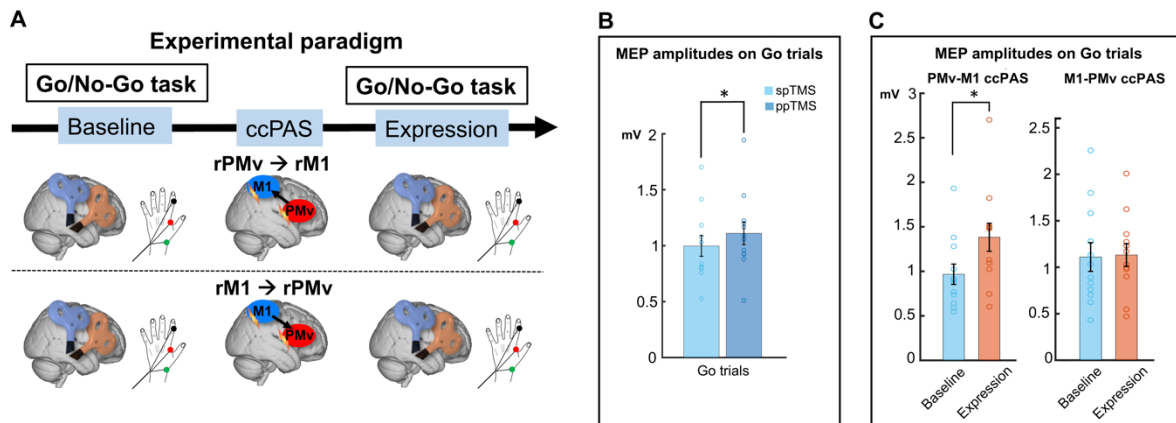 A
Experimental paradigm
Go/No-Go task
Go/No-Go task
Baseline
ccPAS
Expression
rPMv → rM1
M1
PMv
rM1 → rPMv
M1
PMv
B
MEP amplitudes on Go trials
*
spTMS
ppTMS
mV
2
1.5
1
0.5
0
Go trials
C
MEP amplitudes on Go trials
PMv-M1 ccPAS
M1-PMv ccPAS
mV
3
*
2.5
2.5
2
2
1.5
1.5
1
1
0.5
0.5
0
0
Baseline
Expression
Baseline
Expression